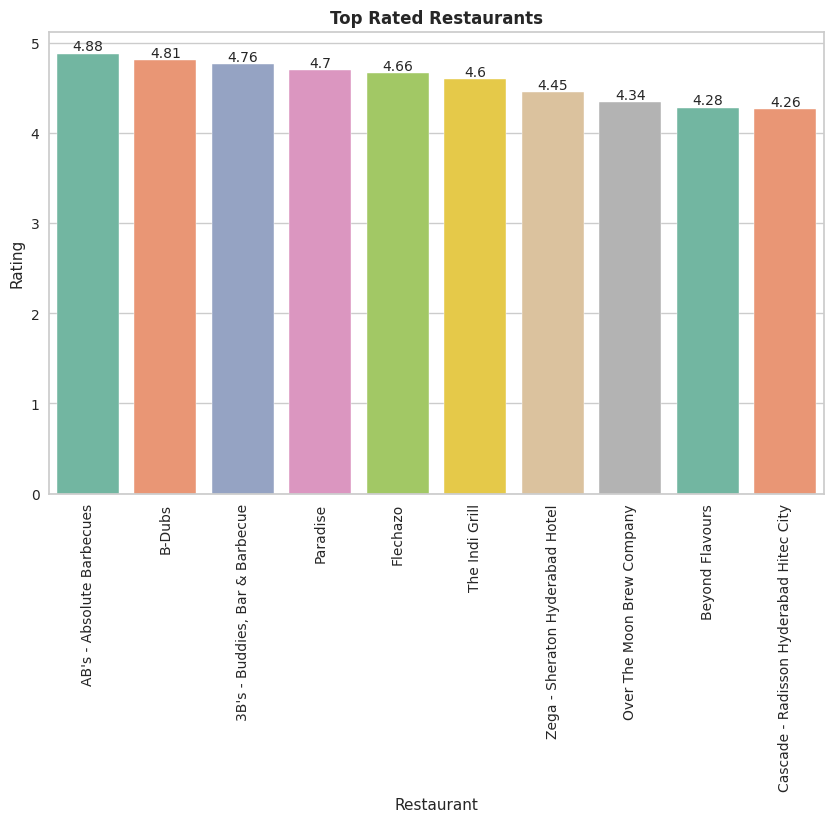 Top Rated Restaurants
Rating
5
4
3
2
1
0
4.88
4.81
4.76
4.7
4.66
4.6
4.45
4.34
4.28
4.26
AB's - Absolute Barbecues
B-Dubs
3B's - Buddies, Bar & Barbecue
Paradise
Flechazo
The Indi Grill
Zega - Sheraton Hyderabad Hotel
Over The Moon Brew Company
Beyond Flavours
Cascade - Radisson Hyderabad Hitec City
Restaurant